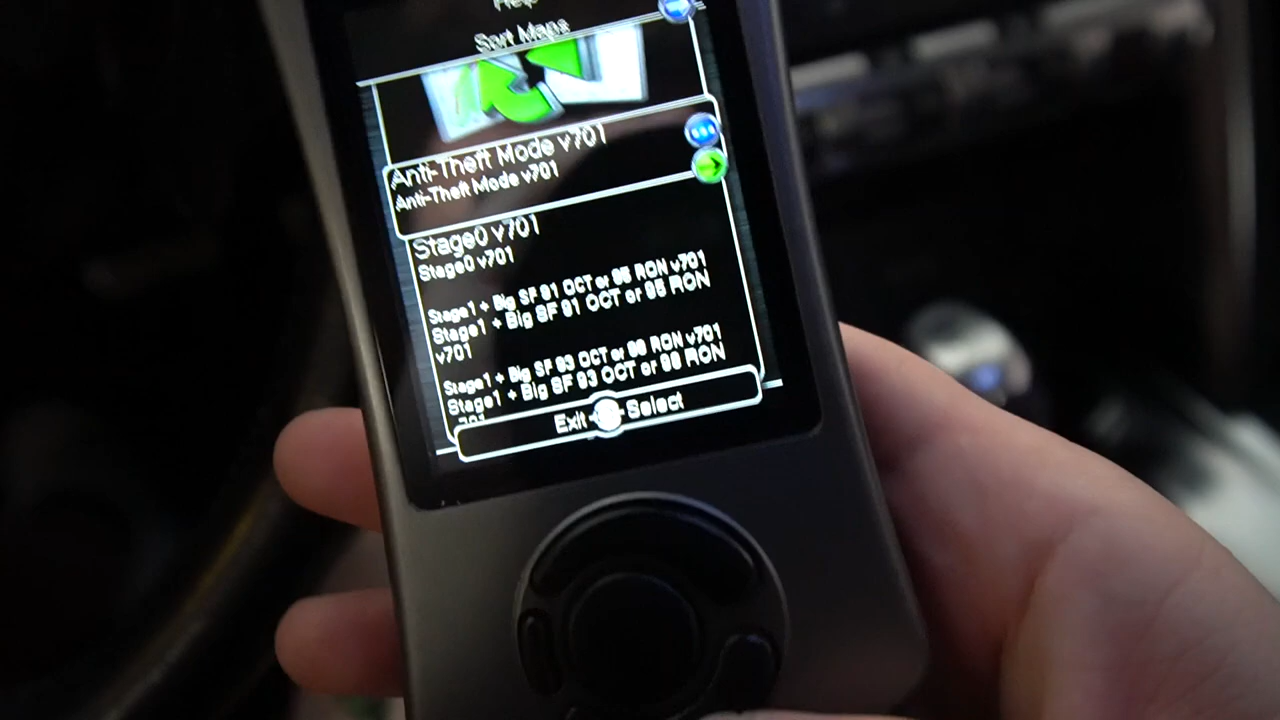 Help
Sort Maps
Anti-Theft Mode v701
Anti-Theft Mode v701
Stage0 v701
Stage0 v701
Stage1 + Big SF 91 OCT or 95 RON v701
Stage1 + Big SF 91 OCT or 95 RON
v701
Stage1 + Big SF 93 OCT or 98 RON v701
Stage1 + Big SF 93 OCT or 98 RON
v701
Exit Select